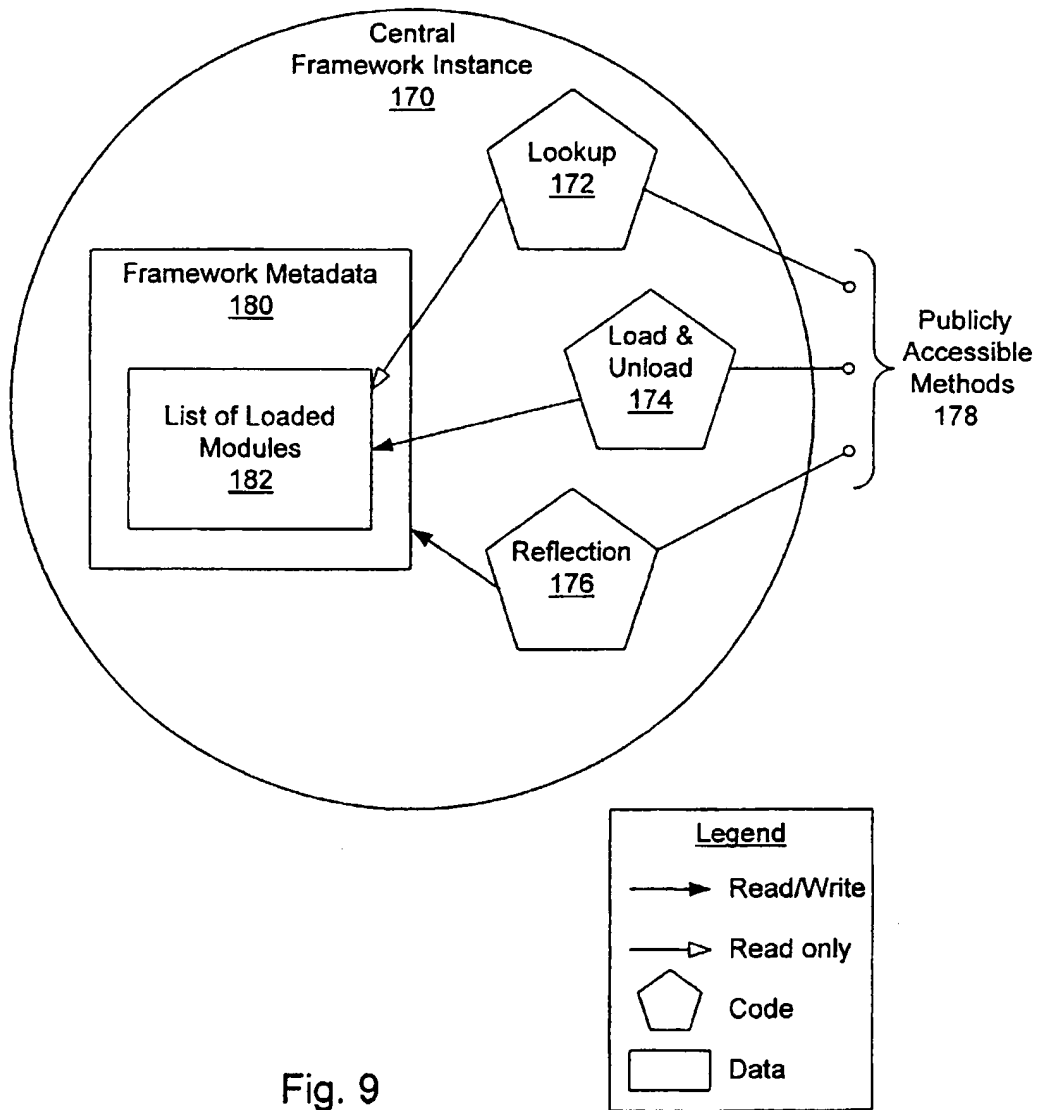 Central
Framework Instance
170
Lookup
172
Framework Metadata
180
List of Loaded
Modules
182
Load &
Unload
174
Reflection
176
Publicly
Accessible
Methods
178
Legend
Read/Write
Read only
Code
Data
Fig. 9